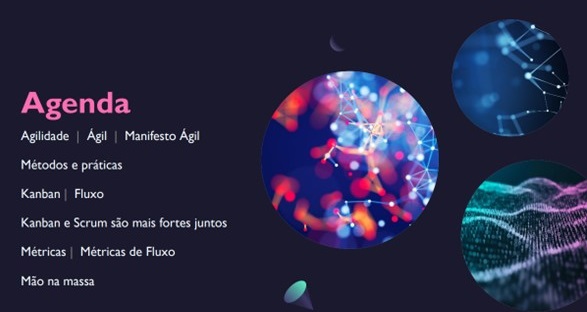 Agenda
Agilidade | Ágil | Manifesto Ágil
Métodos e práticas
Kanban | Fluxo
Kanban e Scrum são mais fortes juntos
Métricas | Métricas de Fluxo
Mão na massa